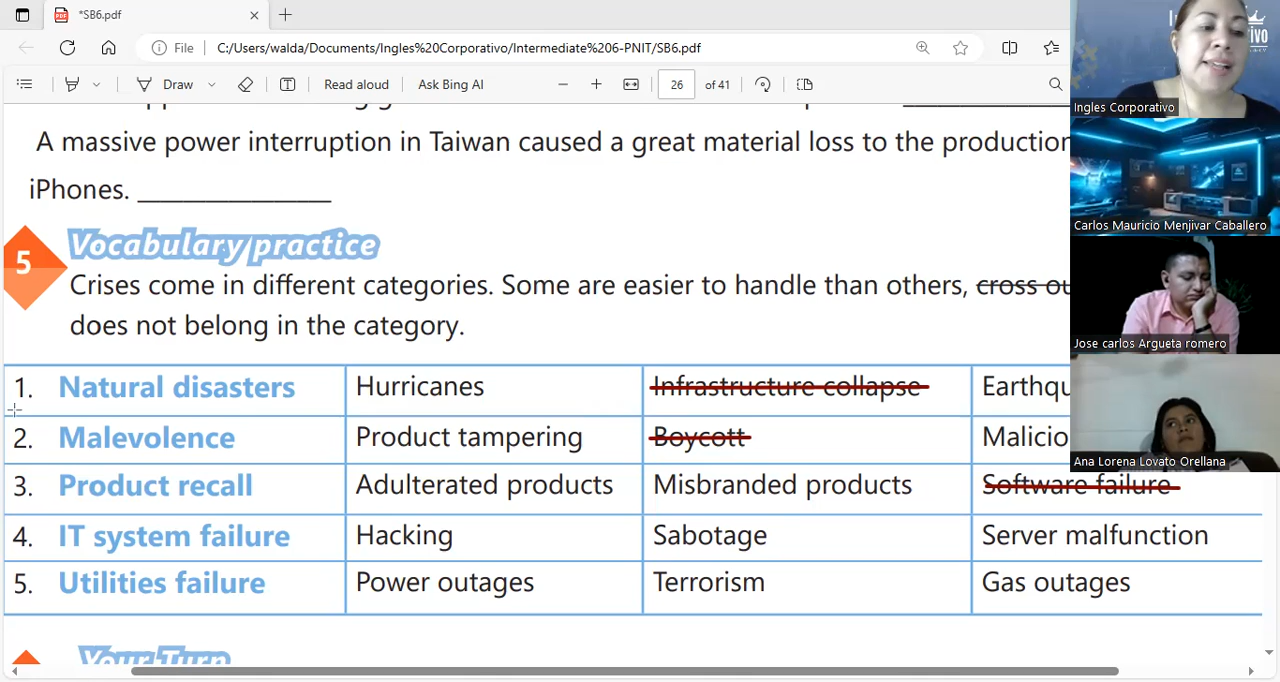 *SB6.pdf
File C:/Users/walda/Documents/Ingles%20Corporativo/Intermediate%206-PNIT/SB6.pdf
Draw Read aloud Ask Bing AI 26 of 41
Ingles Corporativo
A massive power interruption in Taiwan caused a great material loss to the production
iPhones. ________________
Carlos Mauricio Menjivar Caballero
5 Vocabulary practice
Crises come in different categories. Some are easier to handle than others, cross ou
does not belong in the category.
Jose carlos Argueta romero
1. Natural disasters Hurricanes Infrastructure collapse Earthqu
2. Malevolence Product tampering Boycott Malicio
Ana Lorena Lovato Orellana
3. Product recall Adulterated products Misbranded products Software failure
4. IT system failure Hacking Sabotage Server malfunction
5. Utilities failure Power outages Terrorism Gas outages
Your Turn